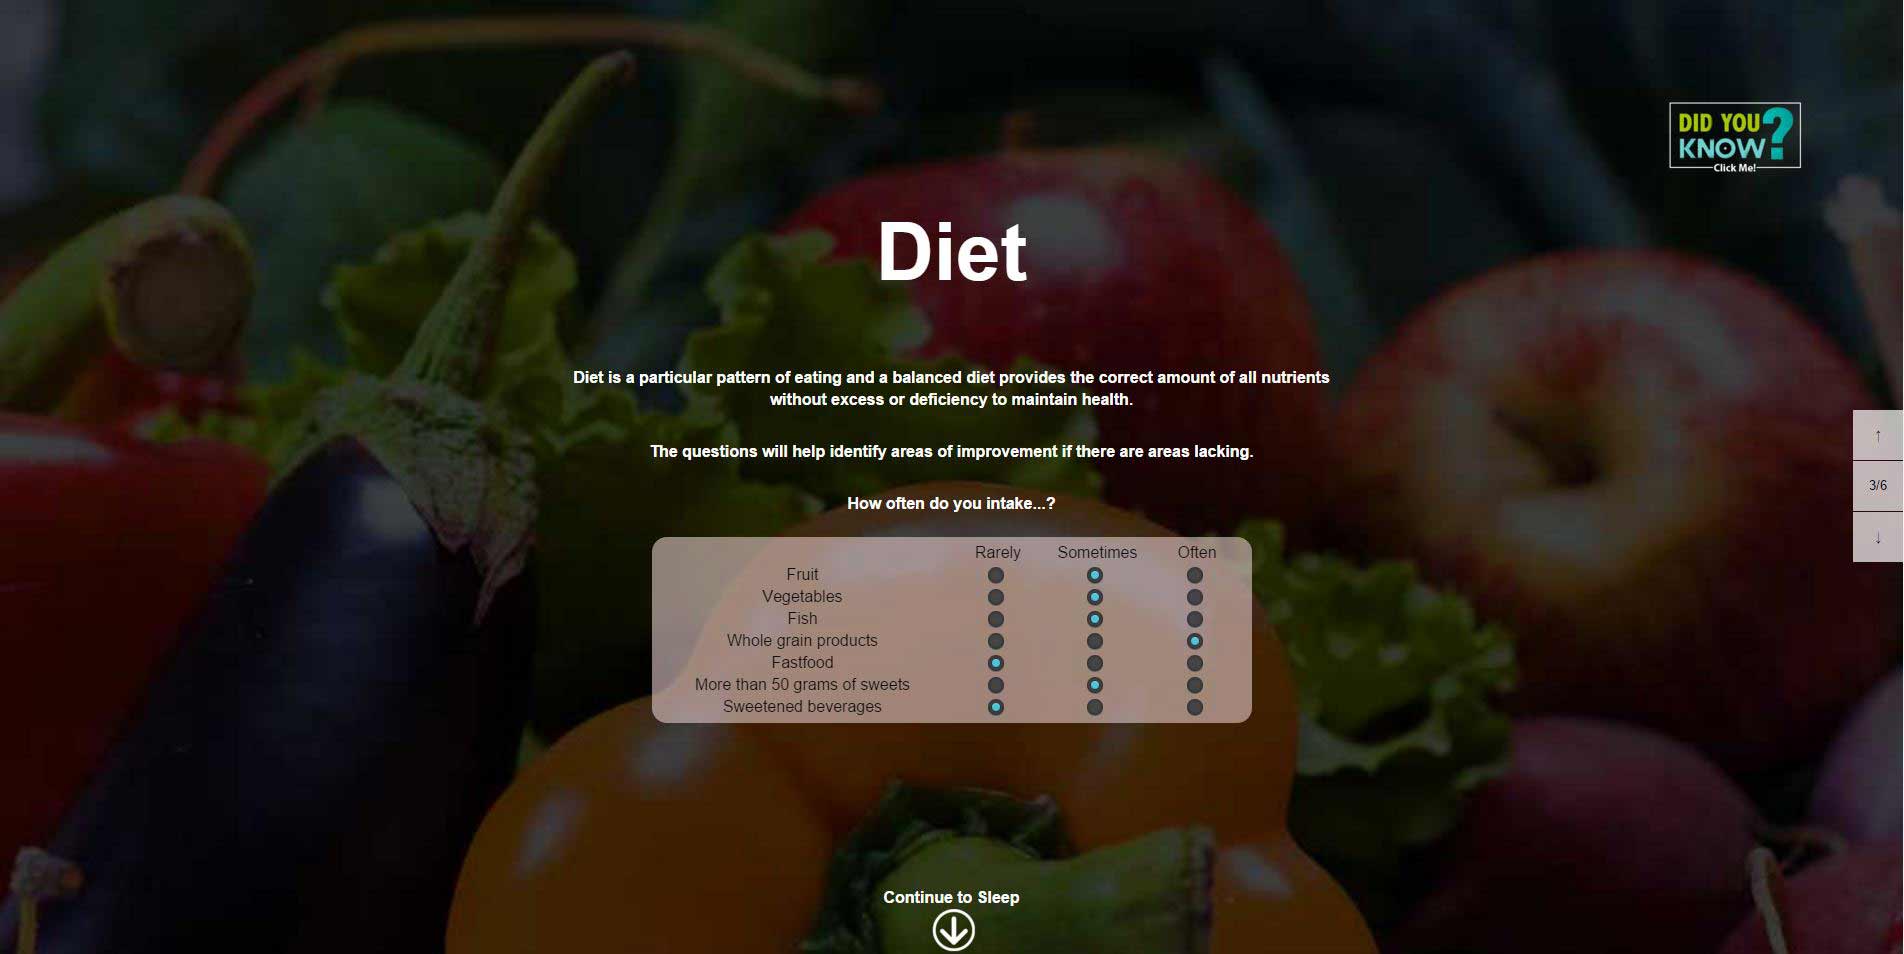 DID YOU
KNOW?
Click Me!
Diet
Diet is a particular pattern of eating and a balanced diet provides the correct amount of all nutrients
without excess or deficiency to maintain health.
The questions will help identify areas of improvement if there are areas lacking.
How often do you intake...?
Rarely Sometimes Often
Fruit
Vegetables
Fish
Whole grain products
Fastfood
More than 50 grams of sweets
Sweetened beverages
↑
3/6
↓
Continue to Sleep